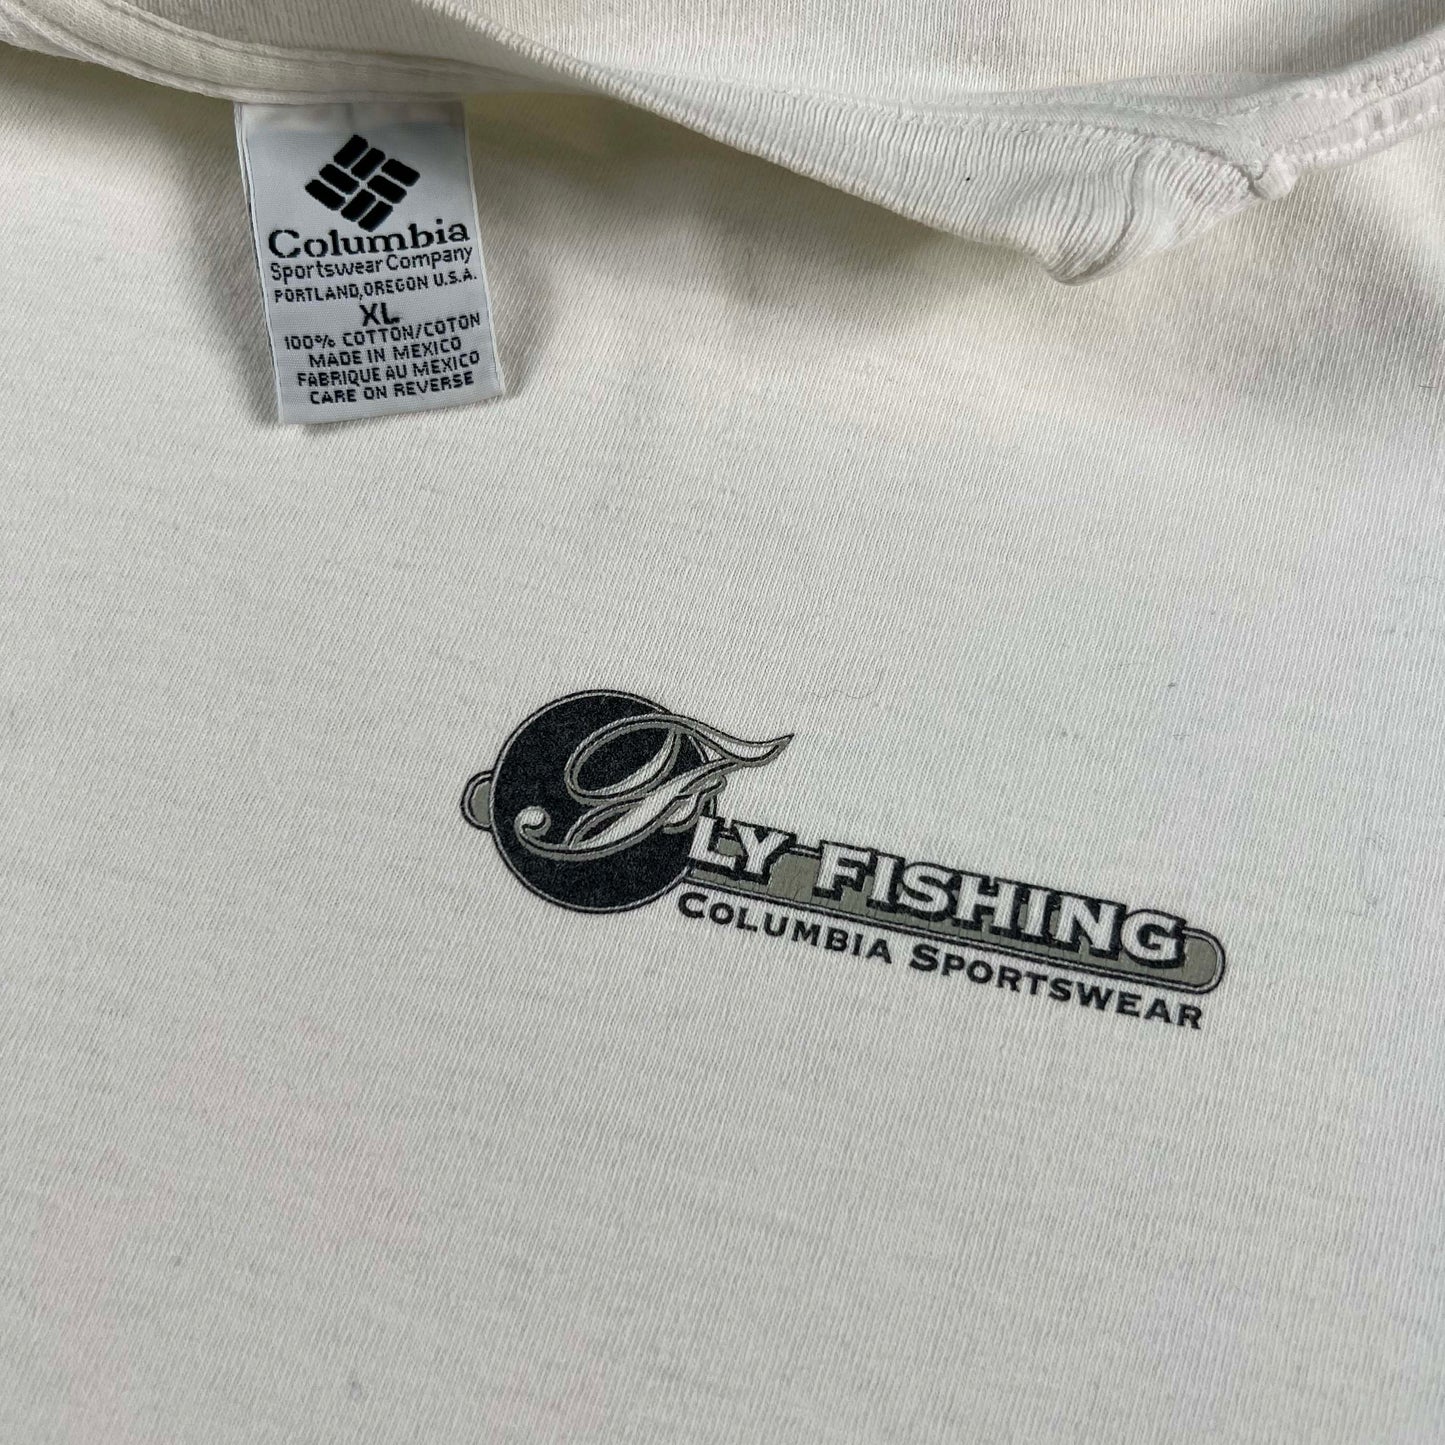 Columbia
Sportswear Company
PORTLAND, OREGON U.S.A.
XL
100% COTTON/COTON
MADE IN MEXICO
FABRIQUE AU MEXICO
CARE ON REVERSE
FLY FISHING
COLUMBIA SPORTSWEAR